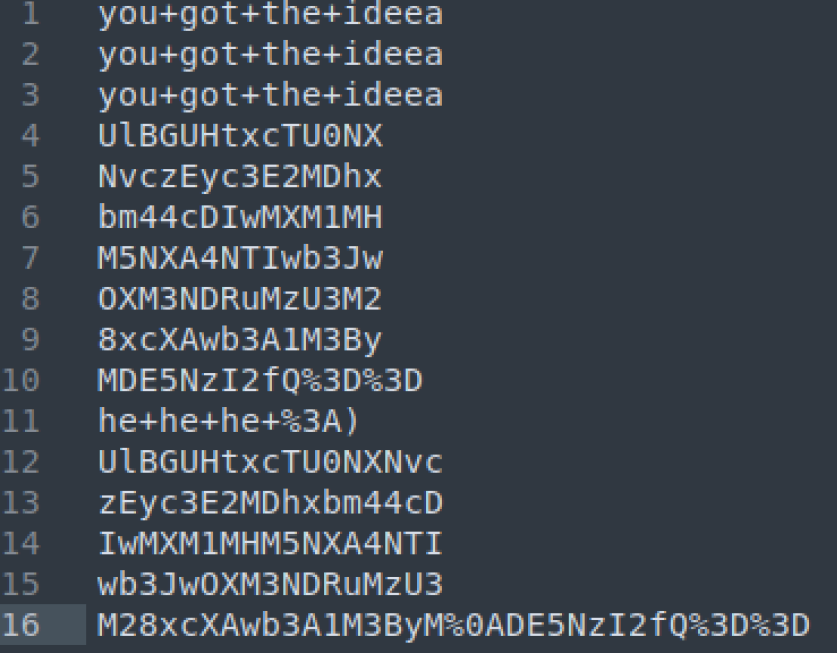 1 you+got+the+ideea
2 you+got+the+ideea
3 you+got+the+ideea
4 UlBGUHtxcTU0NX
5 NvczEyc3E2MDhx
6 bm44cDIwMXM1MH
7 M5NXA4NTIwb3Jw
8 OXM3NDRuMzU3M2
9 8xcXAwb3A1M3By
10 MDE5NzI2fQ%3D%3D
11 he+he+he+%3A)
12 UlBGUHtxcTU0NXNvc
13 zEyc3E2MDhxbm44cD
14 IwMXM1MHM5NXA4NTI
15 wb3JwOXM3NDRuMzU3
16 M28xcXAwb3A1M3ByM%0ADE5NzI2fQ%3D%3D